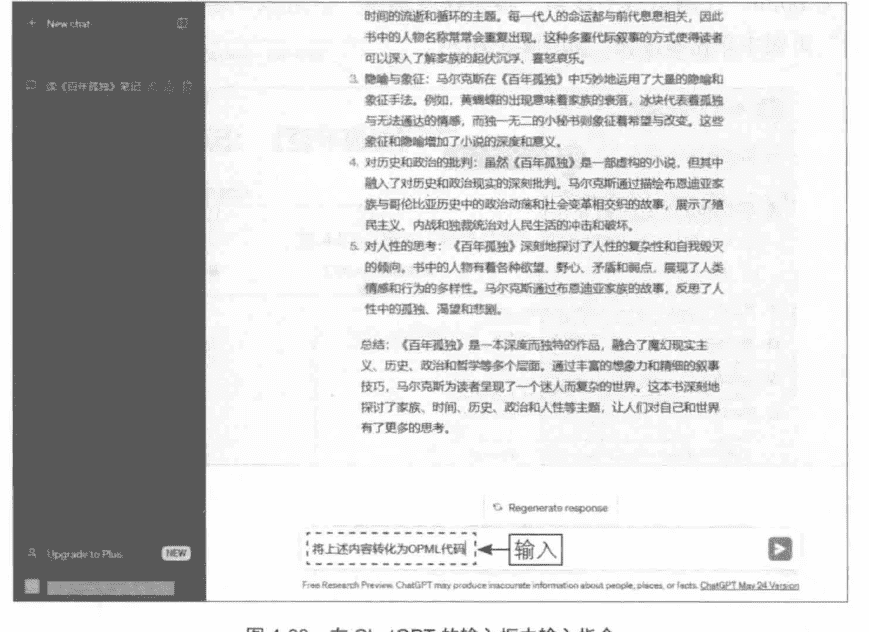 + New chat
读《百年孤独》笔记
时间的流逝和循环的主题。每一代人的命运都与前代息息相关，因此
书中的人物名称常常会重复出现。这种多重代际叙事的方式使得读者
可以深入了解家族的起伏沉浮、喜怒哀乐。
3. 隐喻与象征：马尔克斯在《百年孤独》中巧妙地运用了大量的隐喻和
象征手法。例如，黄蝴蝶的出现意味着家族的衰落，冰块代表着孤独
与无法通达的情感，而独一无二的小秘书则象征着希望与改变。这些
象征和隐喻增加了小说的深度和意义。
4. 对历史和政治的批判：虽然《百年孤独》是一部虚构的小说，但其中
融入了对历史和政治现实的深刻批判。马尔克斯通过描绘布恩迪亚家
族与哥伦比亚历史中的政治动荡和社会变革相交织的故事，展示了殖
民主义、内战和独裁统治对人民生活的冲击和破坏。
5. 对人性的思考：《百年孤独》深刻地探讨了人性的复杂性和自我毁灭
的倾向。书中的人物有着各种欲望、野心、矛盾和弱点，展现了人类
情感和行为的多样性。马尔克斯通过布恩迪亚家族的故事，反思了人
性中的孤独、渴望和悲剧。
总结：《百年孤独》是一本深度而独特的作品，融合了魔幻现实主
义、历史、政治和哲学等多个层面。通过丰富的想象力和精细的叙事
技巧，马尔克斯为读者呈现了一个迷人而复杂的世界。这本书深刻地
探讨了家族、时间、历史、政治和人性等主题，让人们对自己和世界
有了更多的思考。
Regenerate response
将上述内容转化为OPML代码 输入
Upgrade to Plus NEW
Free Research Preview. ChatGPT may produce inaccurate information about people, places, or facts. ChatGPT May 24 Version